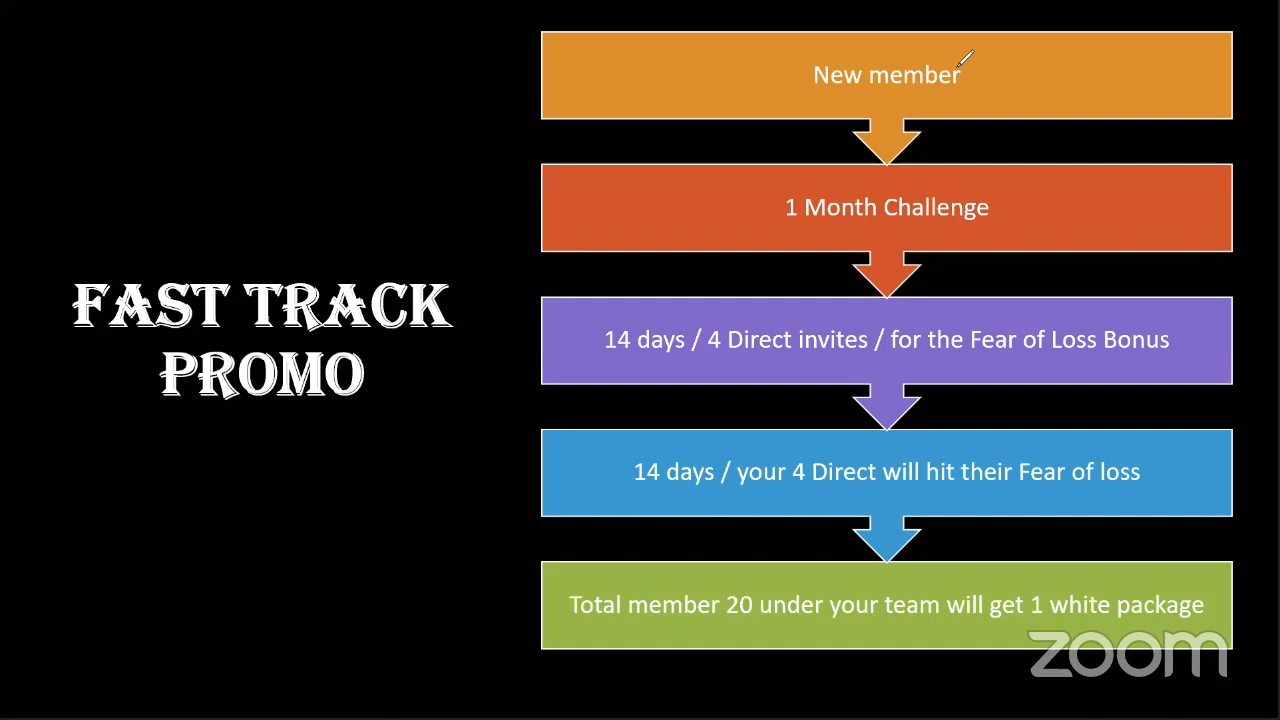 FAST TRACK
PROMO
New member
1 Month Challenge
14 days / 4 Direct invites / for the Fear of Loss Bonus
14 days / your 4 Direct will hit their Fear of loss
Total member 20 under your team will get 1 white package
zoom